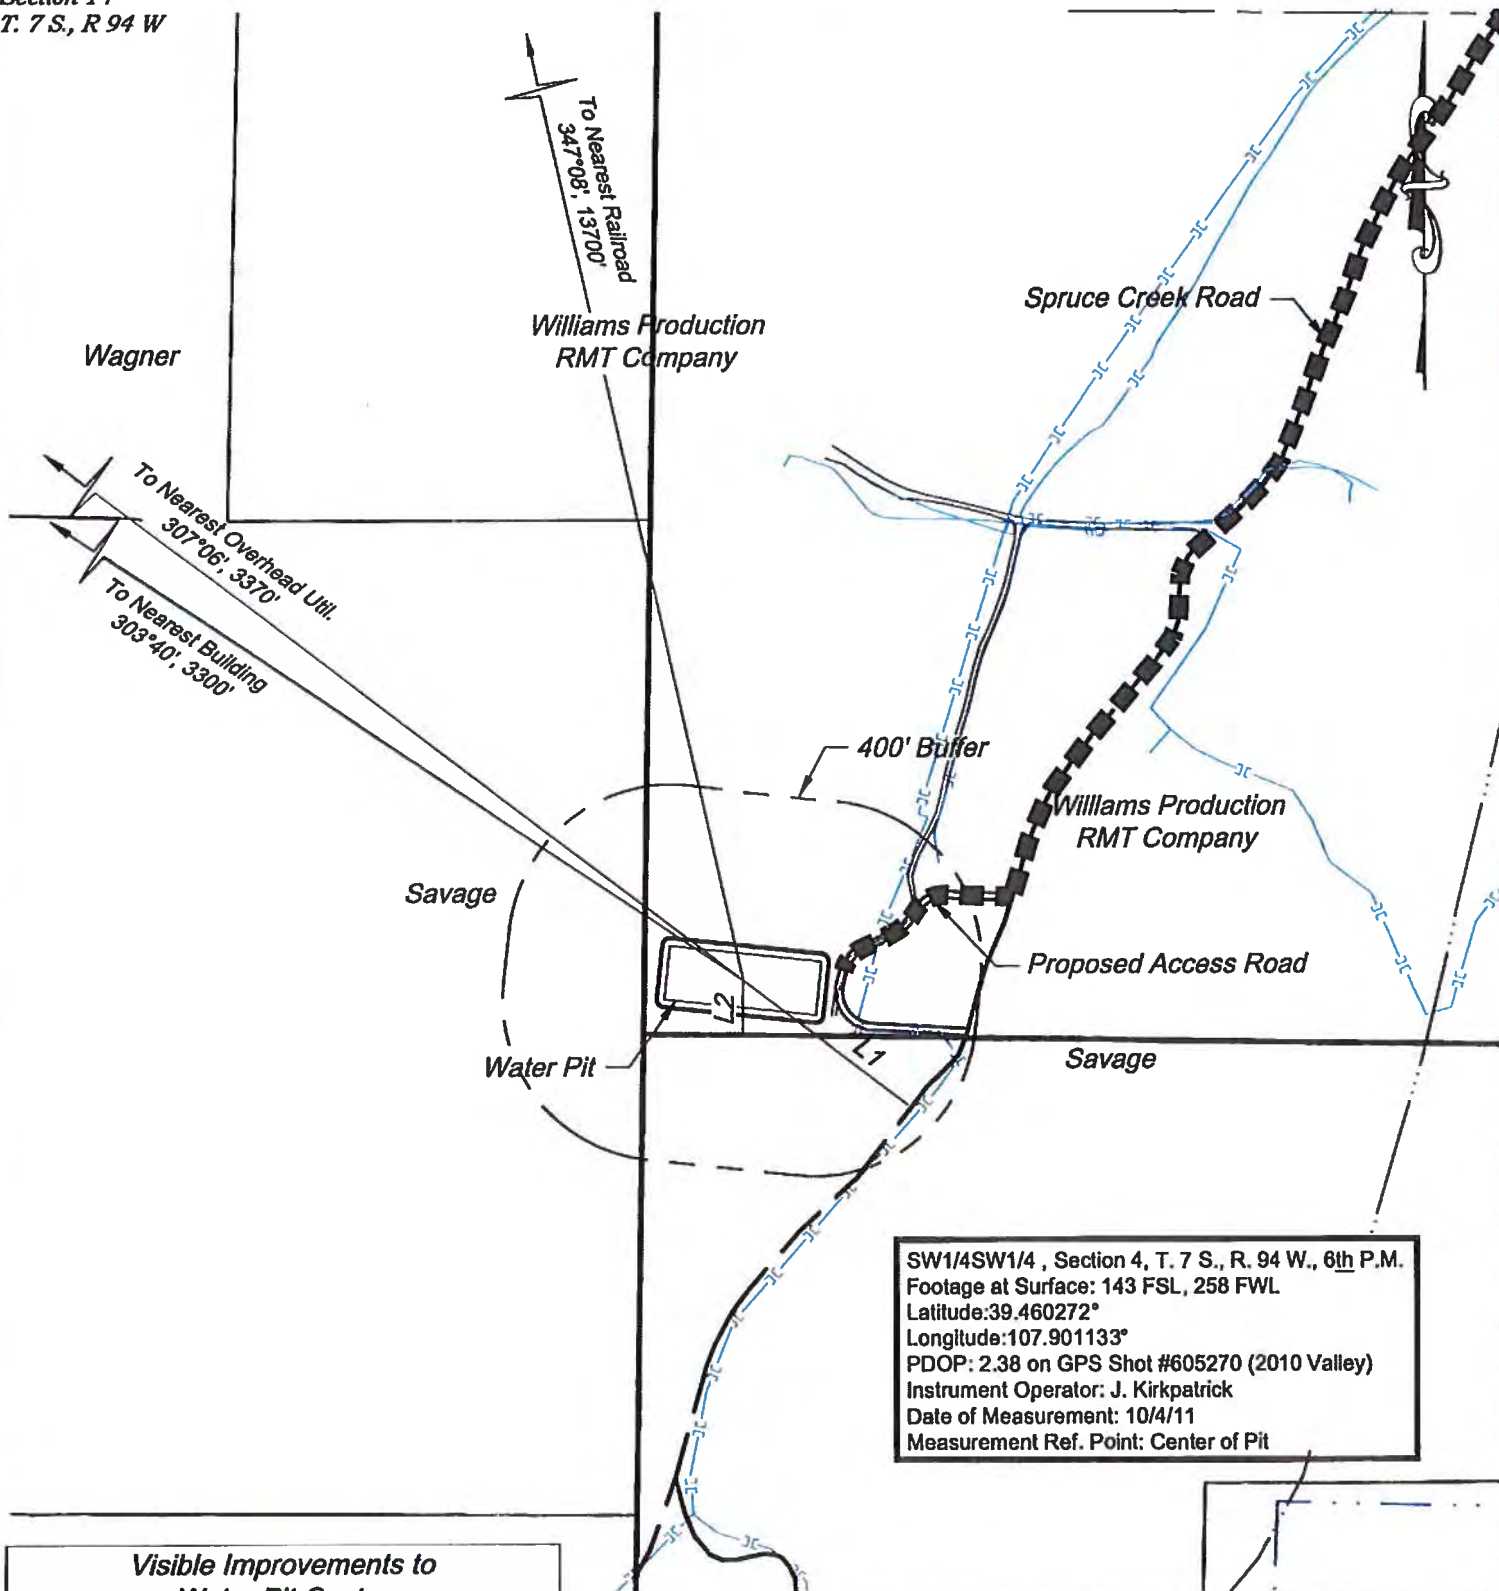 T. 7 S., R 94 W
To Nearest Railroad
347°08', 13700'
Spruce Creek Road
Williams Production
RMT Company
Wagner
To Nearest Overhead Util.
307°06', 3370'
To Nearest Building
303°40', 3300'
400' Buffer
Williams Production
RMT Company
Savage
Proposed Access Road
L2
L1
Water Pit
Savage
SW1/4SW1/4 , Section 4, T. 7 S., R. 94 W., 6th P.M.
Footage at Surface: 143 FSL, 258 FWL
Latitude:39.460272°
Longitude:107.901133°
PDOP: 2.38 on GPS Shot #605270 (2010 Valley)
Instrument Operator: J. Kirkpatrick
Date of Measurement: 10/4/11
Measurement Ref. Point: Center of Pit
Visible Improvements to